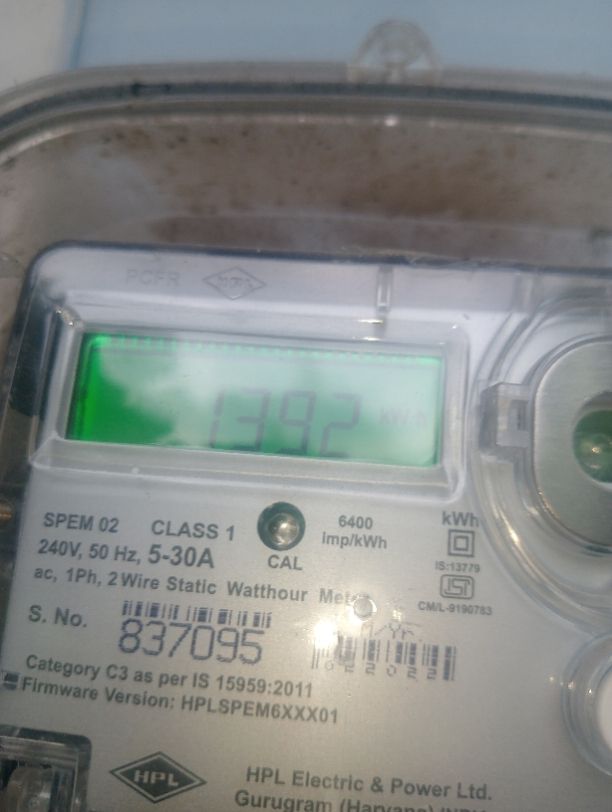 PCFR
1392 kWh
SPEM 02 CLASS 1
6400
imp/kWh
kWh
240V, 50 Hz, 5-30A
CAL
IS:13779
ac, 1Ph, 2 Wire Static Watthour
CM/L-9190783
S. No.
837095
Category C3 as per IS 15959:2011
Firmware Version: HPLSPEM6XXX01
HPL
HPL Electric & Power Ltd.
Gurugram (Haryana)